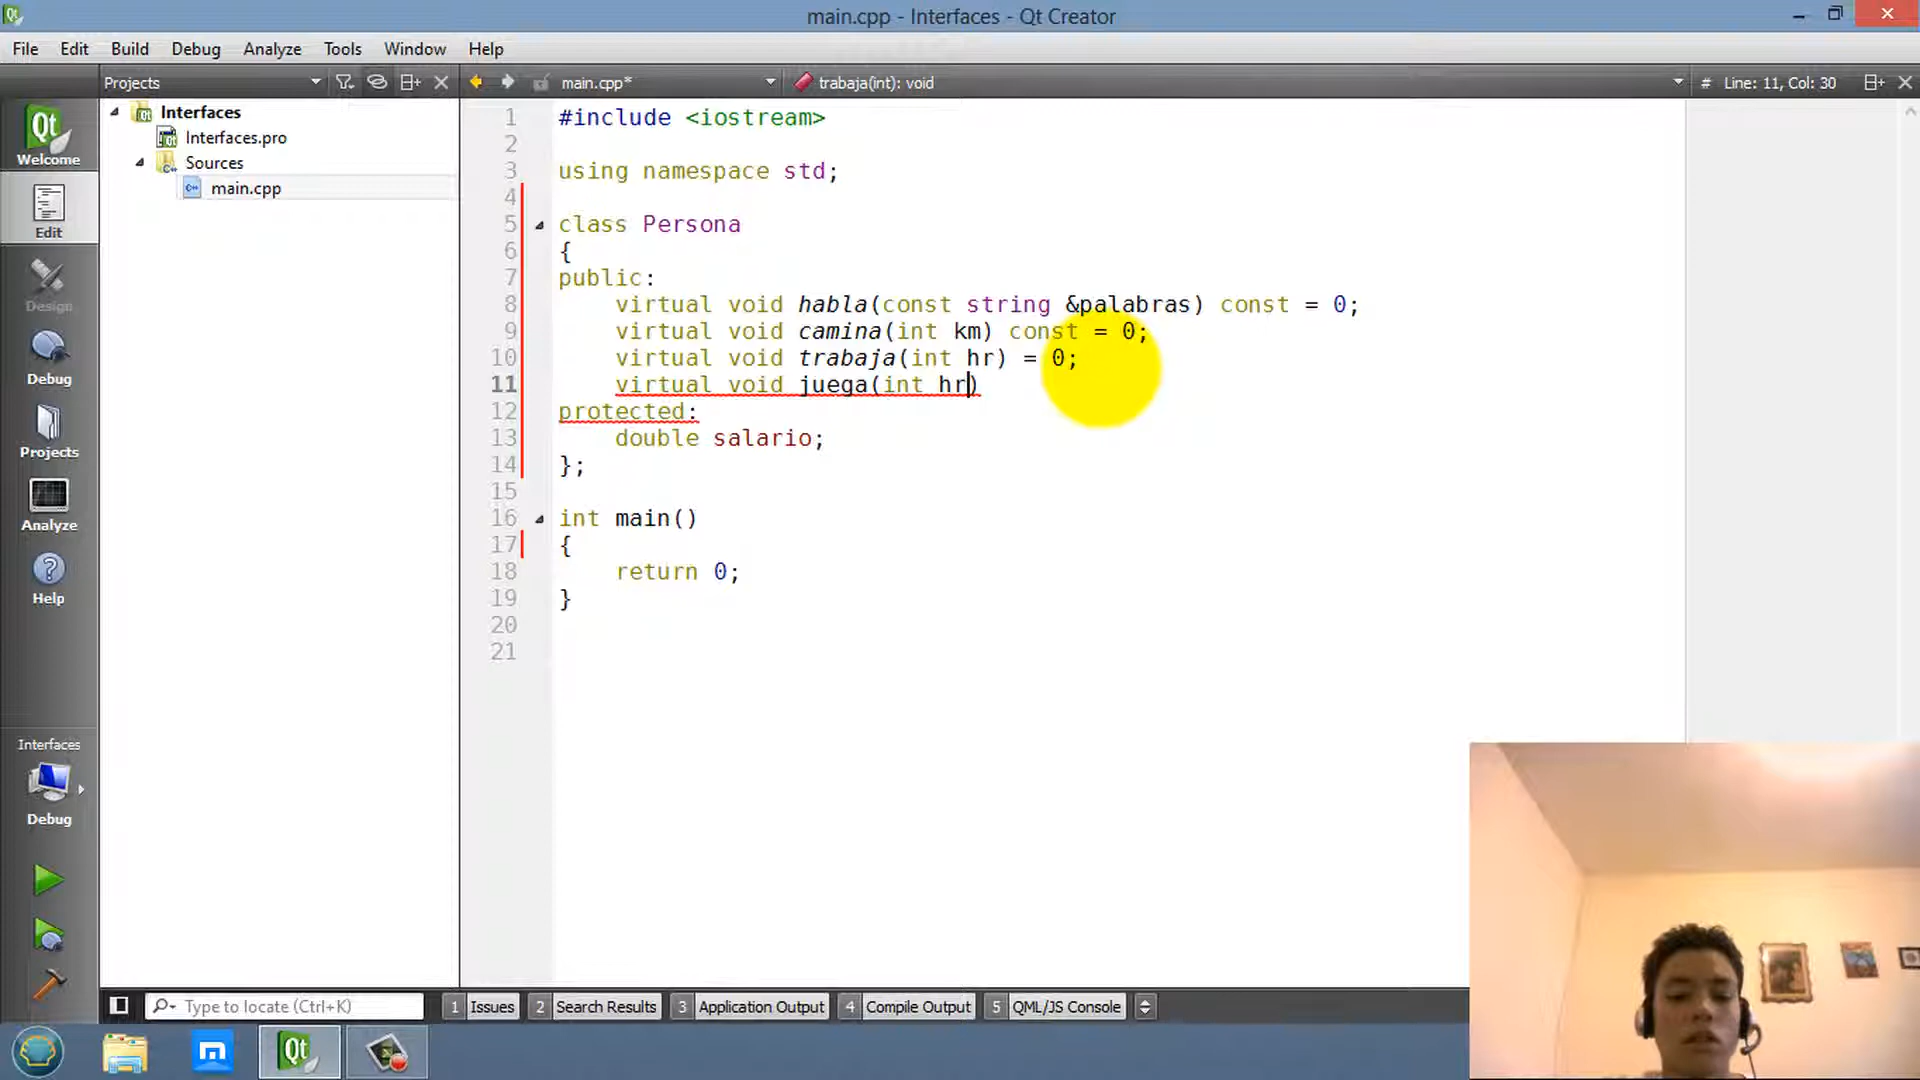 main.cpp - Interfaces - Qt Creator
File Edit Build Debug Analyze Tools Window Help
Projects main.cpp* trabaja(int): void # Line: 11, Col: 30
Qt
Welcome
Edit
Design
Debug
Projects
Analyze
Help
Interfaces
Debug
Interfaces
Interfaces.pro
Sources
main.cpp
1 #include <iostream>
2
3 using namespace std;
4
5 class Persona
6 {
7 public:
8 virtual void habla(const string &palabras) const = 0;
9 virtual void camina(int km) const = 0;
10 virtual void trabaja(int hr) = 0;
11 virtual void juega(int hr)
12 protected:
13 double salario;
14 };
15
16 int main()
17 {
18 return 0;
19 }
20
21
Type to locate (Ctrl+K) 1 Issues 2 Search Results 3 Application Output 4 Compile Output 5 QML/JS Console
Qt